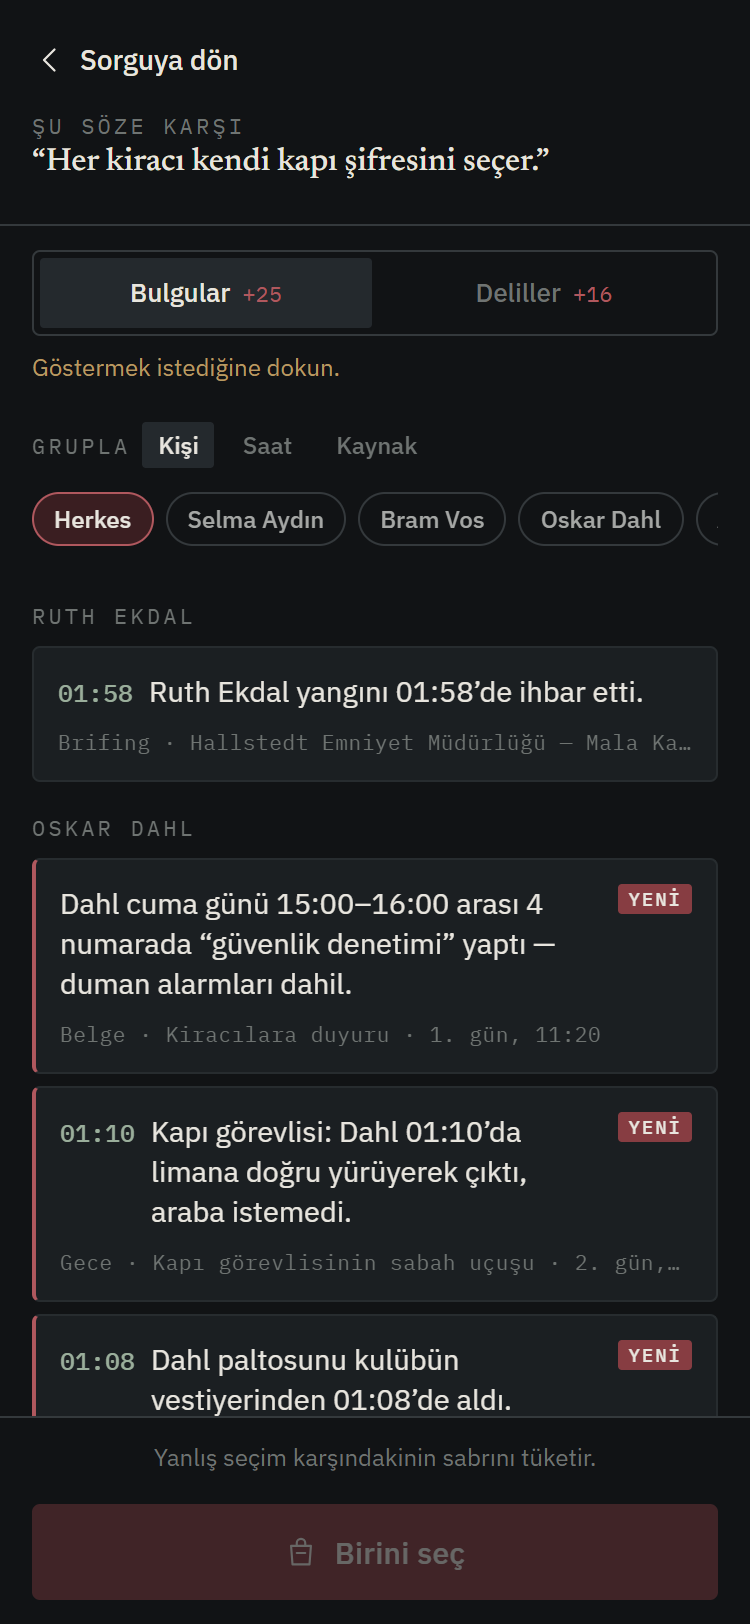 Sorguya dön
ŞU SÖZE KARŞI
“Her kiracı kendi kapı şifresini seçer.”
Bulgular +25
Deliller +16
Göstermek istediğine dokun.
GRUPLA Kişi Saat Kaynak
Herkes Selma Aydın Bram Vos Oskar Dahl
RUTH EKDAL
01:58 Ruth Ekdal yangını 01:58’de ihbar etti.
Brifing · Hallstedt Emniyet Müdürlüğü — Mala Ka…
OSKAR DAHL
Dahl cuma günü 15:00–16:00 arası 4
numarada “güvenlik denetimi” yaptı —
duman alarmları dahil.
YENİ
Belge · Kiracılara duyuru · 1. gün, 11:20
01:10 Kapı görevlisi: Dahl 01:10’da
limana doğru yürüyerek çıktı,
araba istemedi.
YENİ
Gece · Kapı görevlisinin sabah uçuşu · 2. gün,…
01:08 Dahl paltosunu kulübün
vestiyerinden 01:08’de aldı.
YENİ
Yanlış seçim karşındakinin sabrını tüketir.
Birini seç